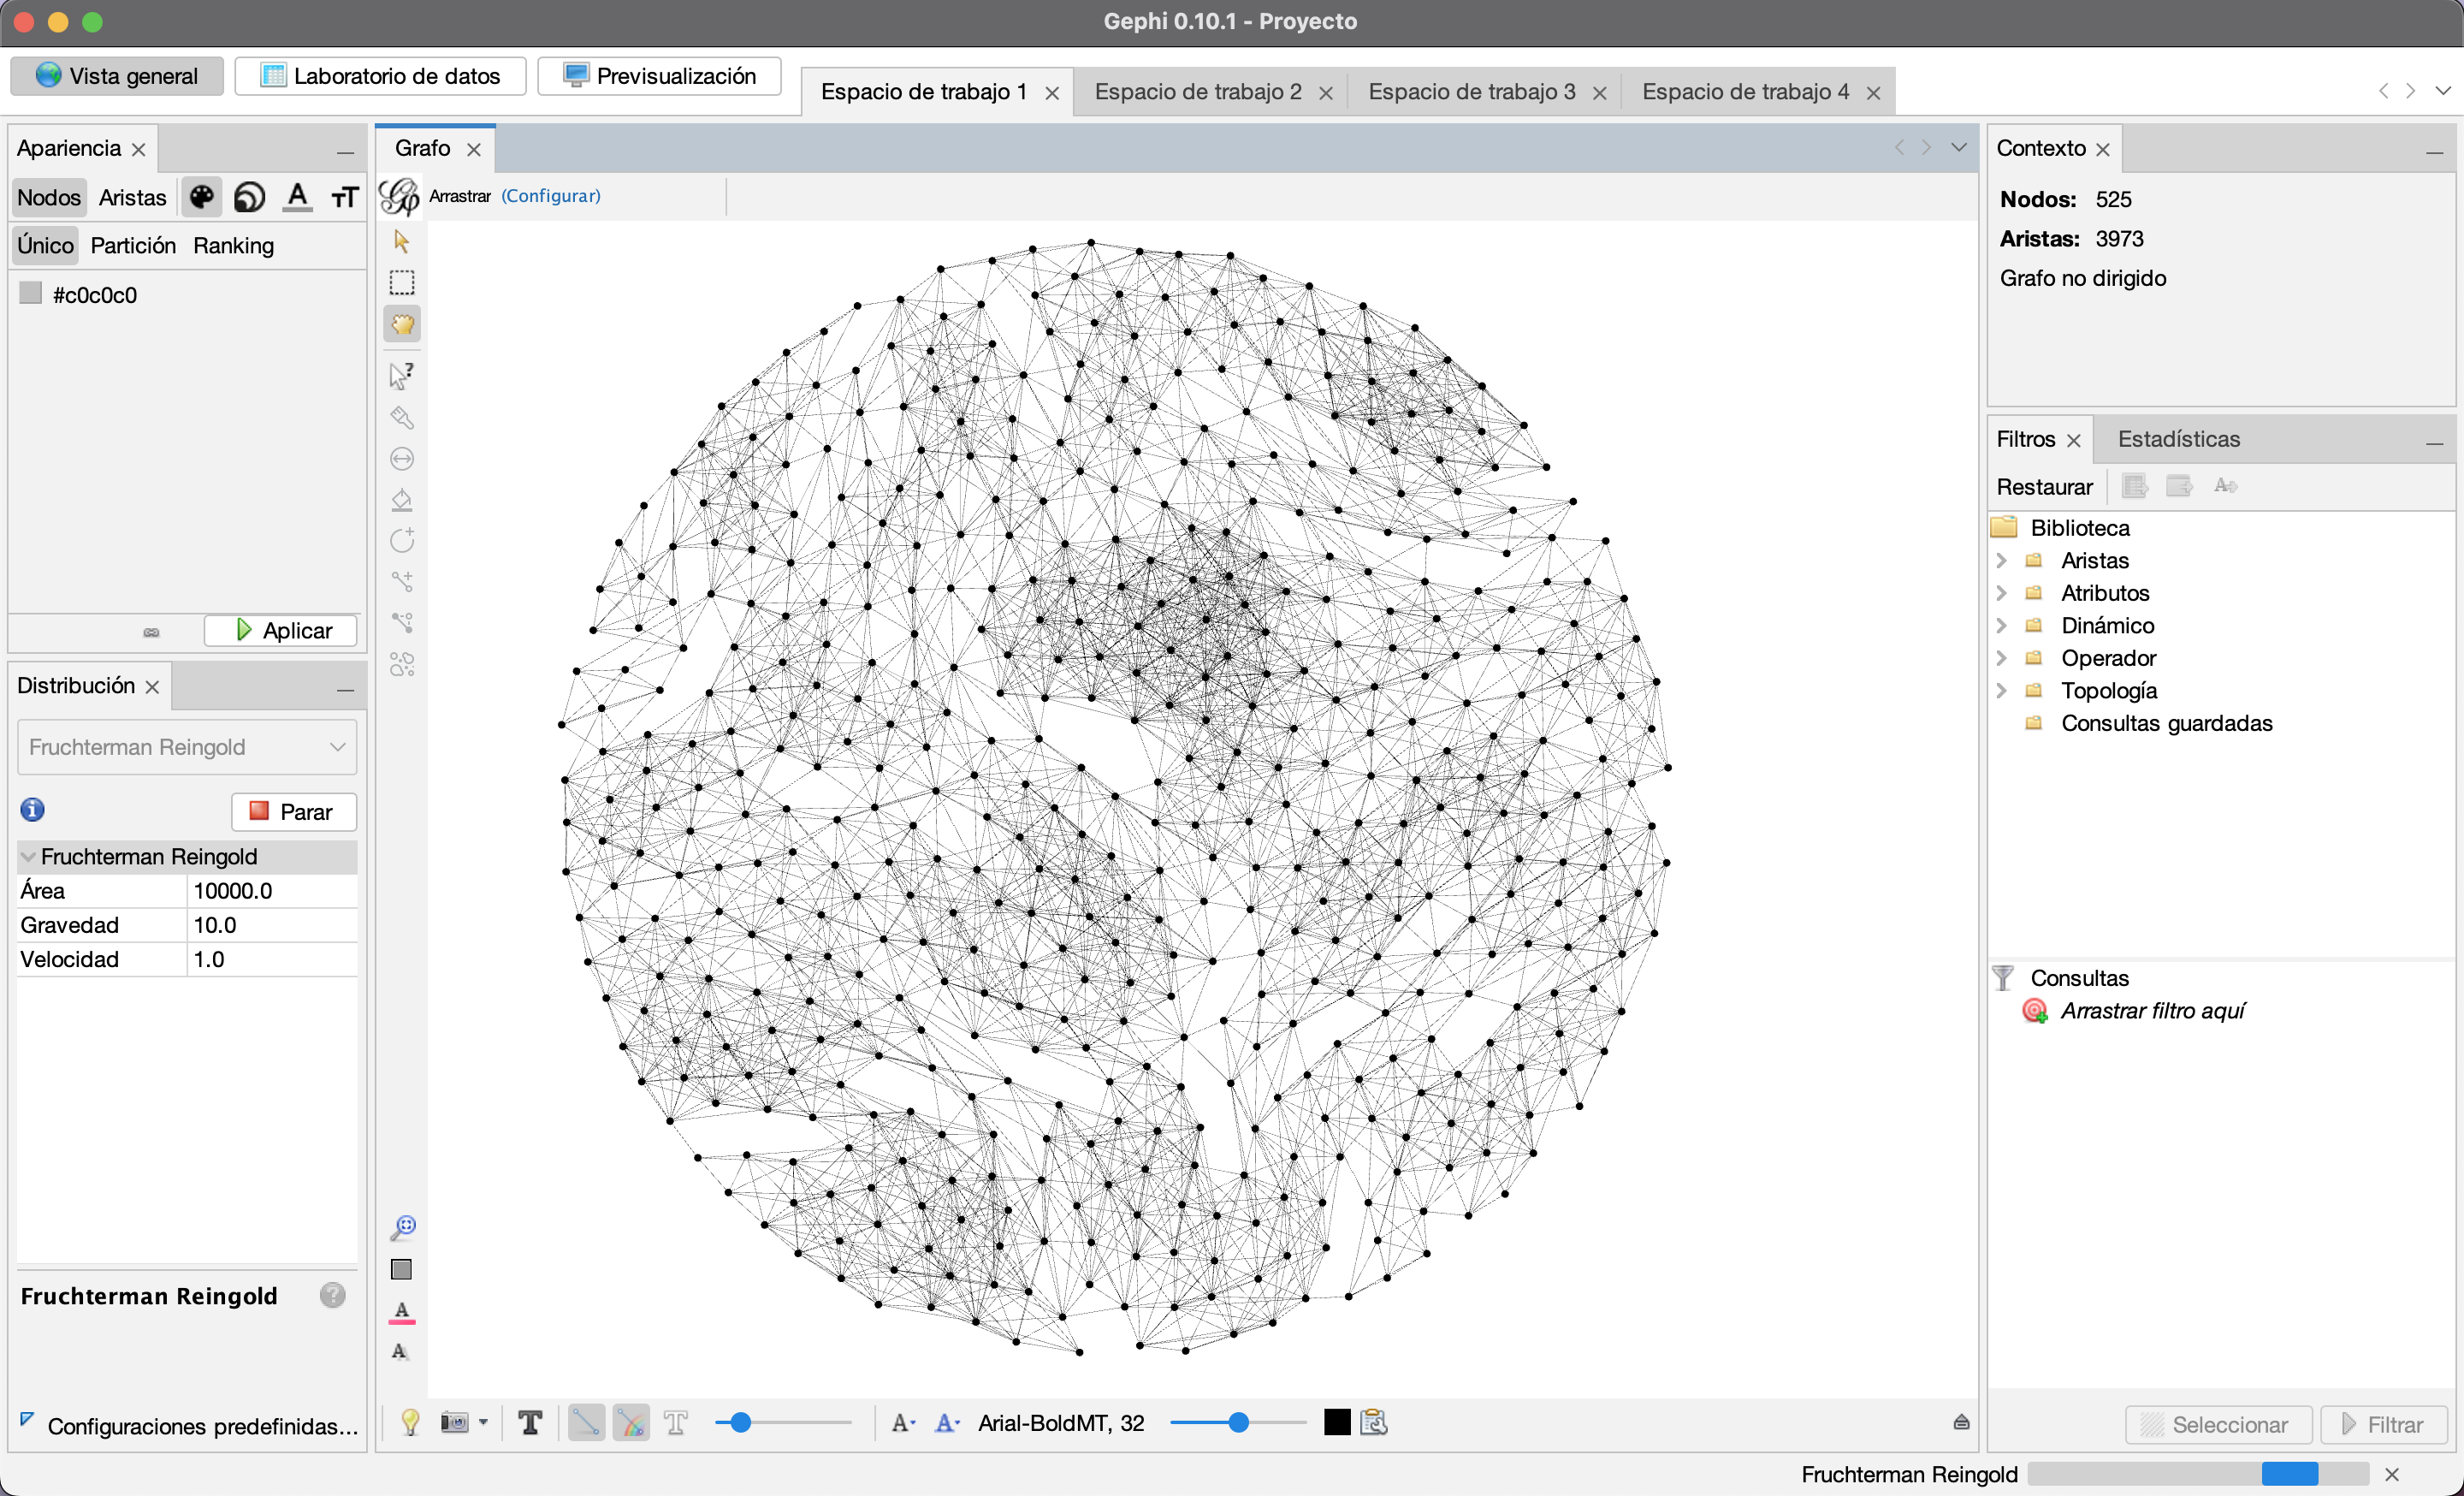 Gephi 0.10.1 - Proyecto
Vista general
Laboratorio de datos
Previsualización
Espacio de trabajo 1
Espacio de trabajo 2
Espacio de trabajo 3
Espacio de trabajo 4
Apariencia
Nodos
Aristas
Único
Partición
Ranking
#c0c0c0
Aplicar
Distribución
Fruchterman Reingold
Parar
Fruchterman Reingold
Área 10000.0
Gravedad 10.0
Velocidad 1.0
Fruchterman Reingold
Configuraciones predefinidas...
Grafo
Arrastrar (Configurar)
Arial-BoldMT, 32
Contexto
Nodos: 525
Aristas: 3973
Grafo no dirigido
Filtros
Estadísticas
Restaurar
Biblioteca
Aristas
Atributos
Dinámico
Operador
Topología
Consultas guardadas
Consultas
Arrastrar filtro aquí
Seleccionar
Filtrar
Fruchterman Reingold